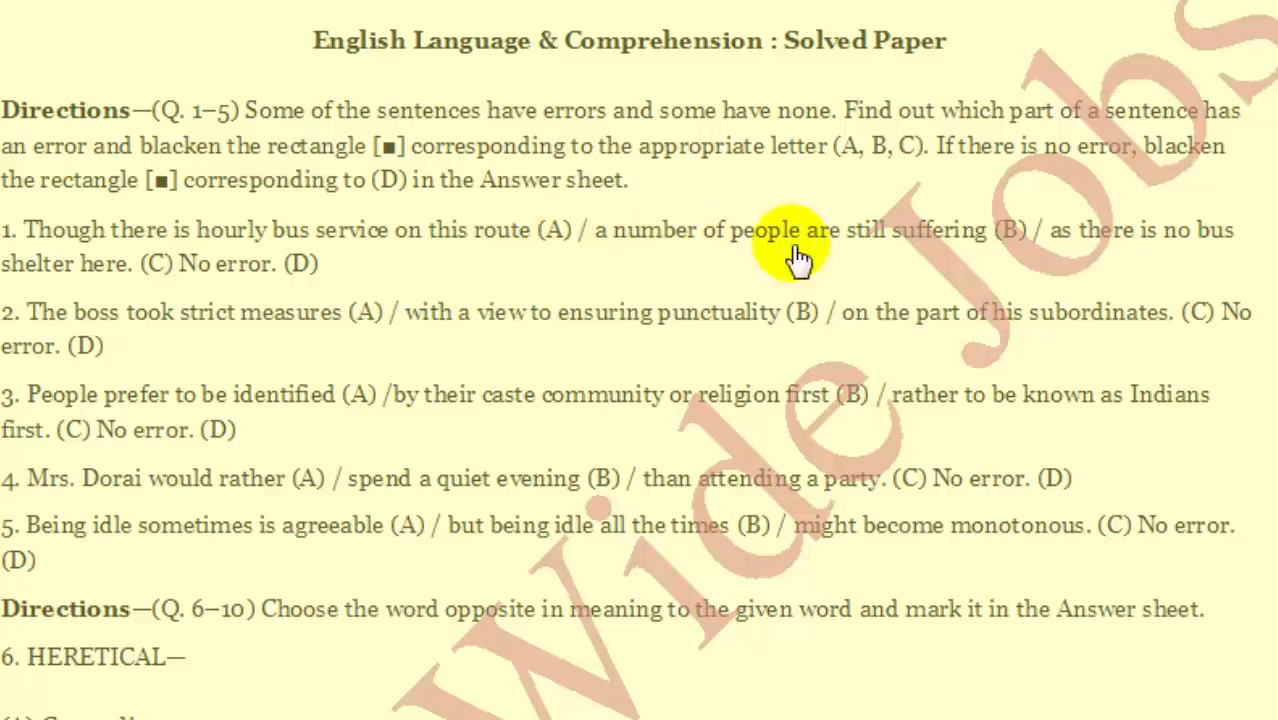 English Language & Comprehension : Solved Paper
Directions—(Q. 1–5) Some of the sentences have errors and some have none. Find out which part of a sentence has
an error and blacken the rectangle [■] corresponding to the appropriate letter (A, B, C). If there is no error, blacken
the rectangle [■] corresponding to (D) in the Answer sheet.
1. Though there is hourly bus service on this route (A) / a number of people are still suffering (B) / as there is no bus
shelter here. (C) No error. (D)
2. The boss took strict measures (A) / with a view to ensuring punctuality (B) / on the part of his subordinates. (C) No
error. (D)
3. People prefer to be identified (A) /by their caste community or religion first (B) / rather to be known as Indians
first. (C) No error. (D)
4. Mrs. Dorai would rather (A) / spend a quiet evening (B) / than attending a party. (C) No error. (D)
5. Being idle sometimes is agreeable (A) / but being idle all the times (B) / might become monotonous. (C) No error.
(D)
Directions—(Q. 6–10) Choose the word opposite in meaning to the given word and mark it in the Answer sheet.
6. HERETICAL—
Wide Jobs